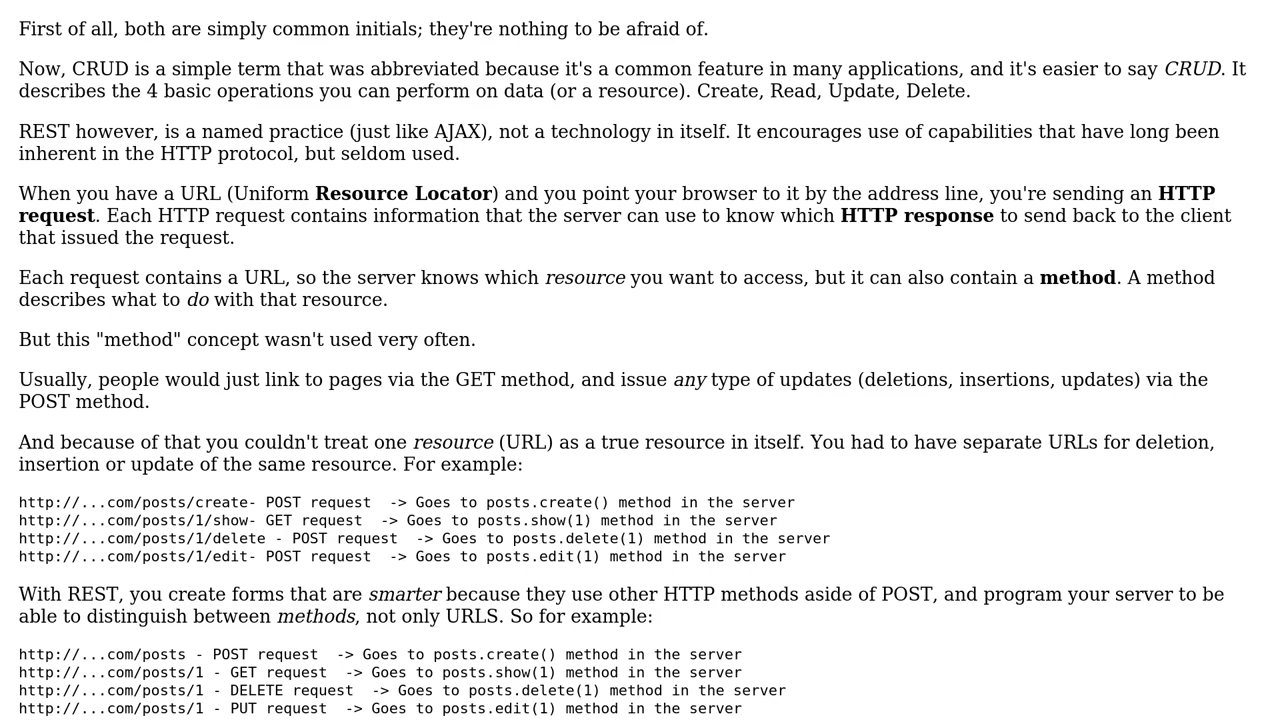 First of all, both are simply common initials; they're nothing to be afraid of.
Now, CRUD is a simple term that was abbreviated because it's a common feature in many applications, and it's easier to say CRUD. It
describes the 4 basic operations you can perform on data (or a resource). Create, Read, Update, Delete.
REST however, is a named practice (just like AJAX), not a technology in itself. It encourages use of capabilities that have long been
inherent in the HTTP protocol, but seldom used.
When you have a URL (Uniform Resource Locator) and you point your browser to it by the address line, you're sending an HTTP
request. Each HTTP request contains information that the server can use to know which HTTP response to send back to the client
that issued the request.
Each request contains a URL, so the server knows which resource you want to access, but it can also contain a method. A method
describes what to do with that resource.
But this "method" concept wasn't used very often.
Usually, people would just link to pages via the GET method, and issue any type of updates (deletions, insertions, updates) via the
POST method.
And because of that you couldn't treat one resource (URL) as a true resource in itself. You had to have separate URLs for deletion,
insertion or update of the same resource. For example:
http://...com/posts/create- POST request  -> Goes to posts.create() method in the server
http://...com/posts/1/show- GET request  -> Goes to posts.show(1) method in the server
http://...com/posts/1/delete - POST request  -> Goes to posts.delete(1) method in the server
http://...com/posts/1/edit- POST request  -> Goes to posts.edit(1) method in the server
With REST, you create forms that are smarter because they use other HTTP methods aside of POST, and program your server to be
able to distinguish between methods, not only URLS. So for example:
http://...com/posts - POST request  -> Goes to posts.create() method in the server
http://...com/posts/1 - GET request  -> Goes to posts.show(1) method in the server
http://...com/posts/1 - DELETE request  -> Goes to posts.delete(1) method in the server
http://...com/posts/1 - PUT request  -> Goes to posts.edit(1) method in the server